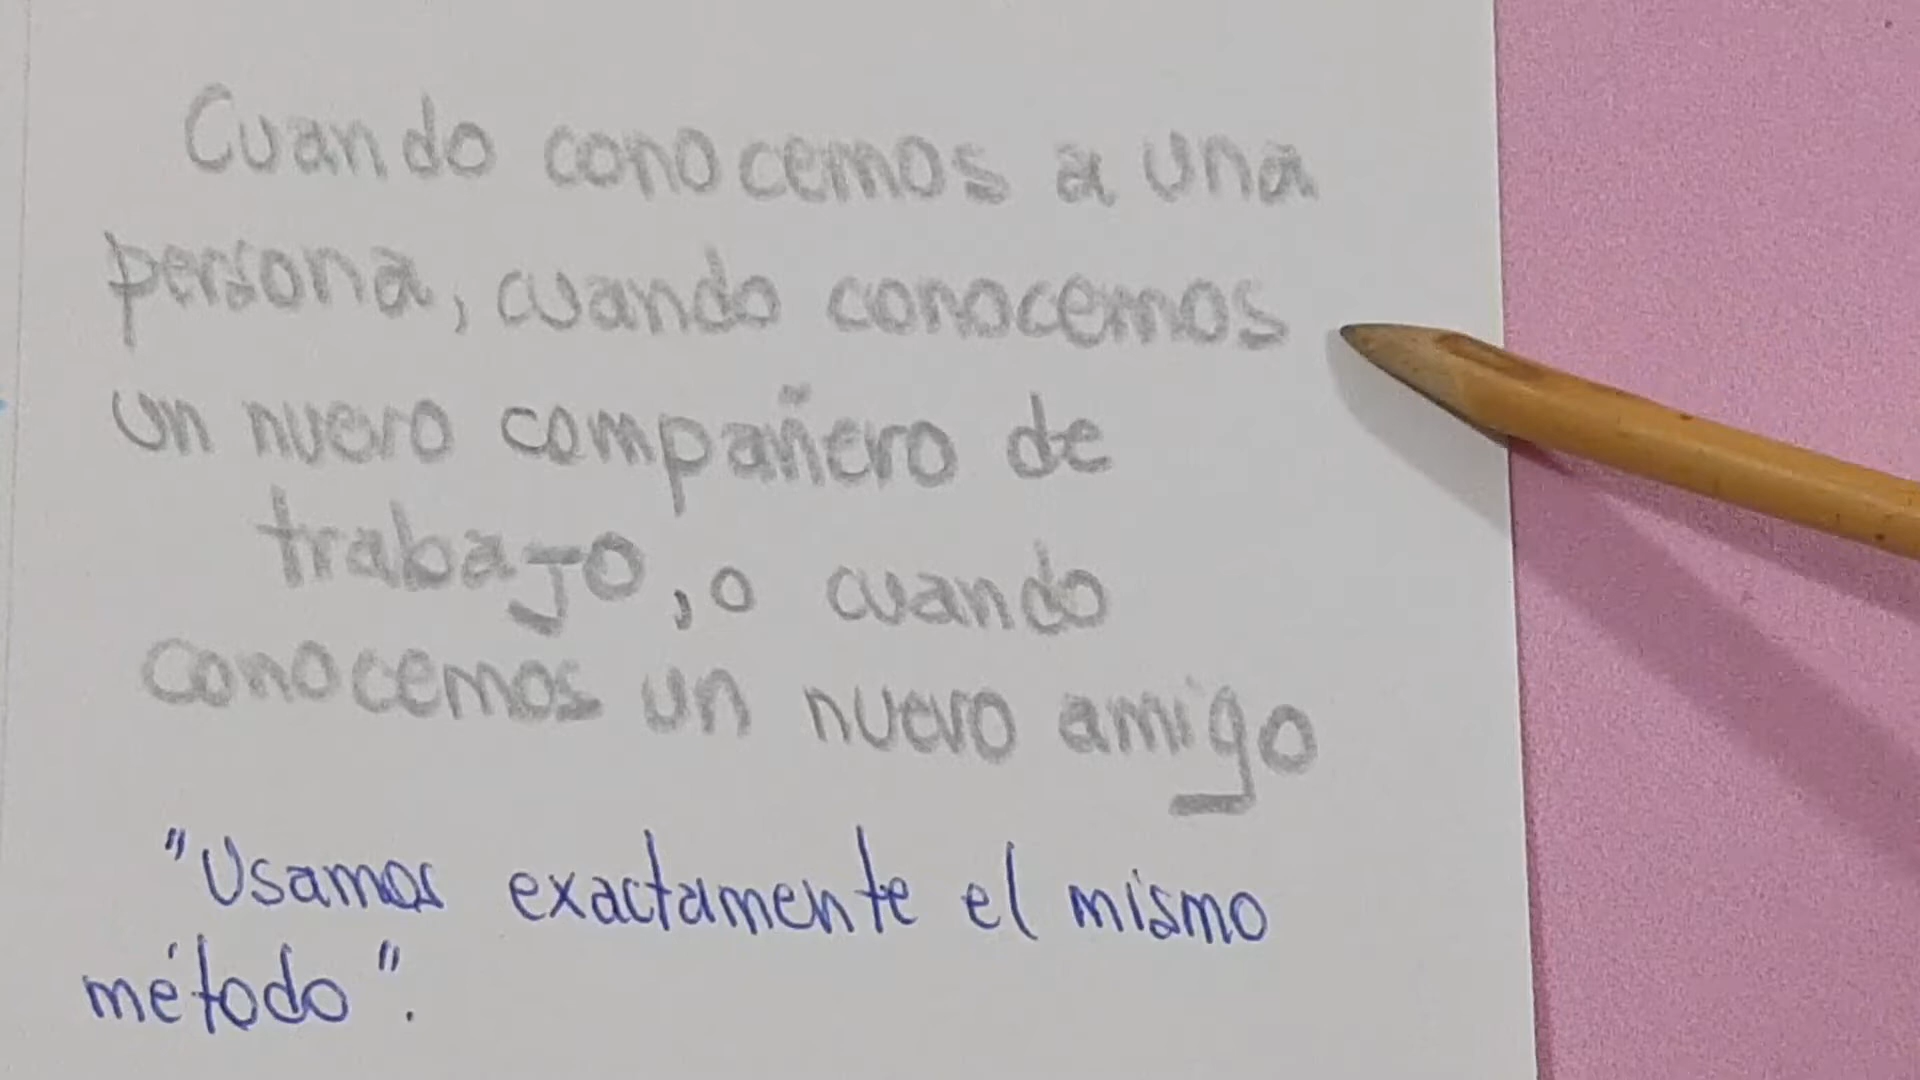 Cuando conocemos a una
persona, cuando conocemos
un nuevo compañero de
trabajo, o cuando
conocemos un nuevo amigo
"Usamos exactamente el mismo
método".